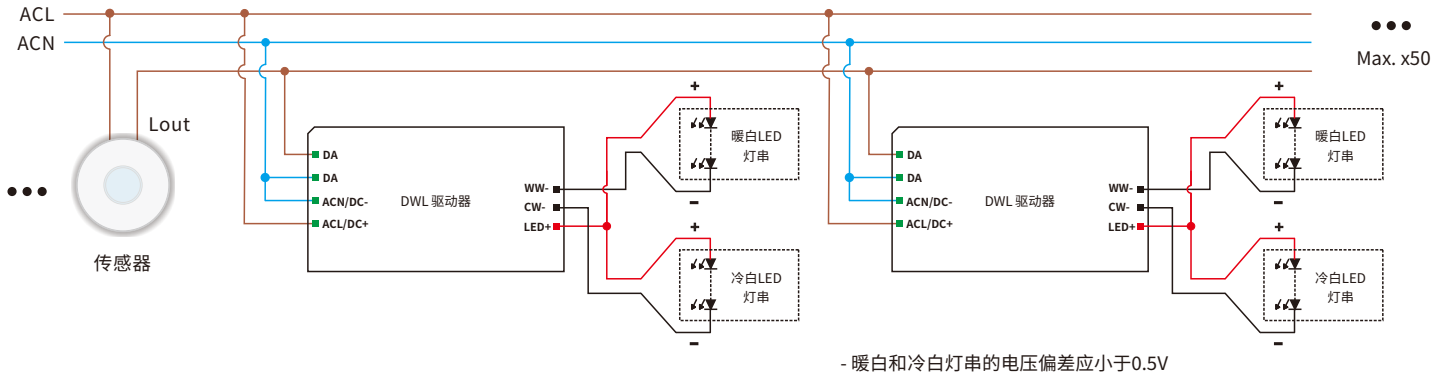 ACL
ACN
Max. x50
Lout
传感器
DA
DA
ACN/DC-
ACL/DC+
DWL 驱动器
WW-
CW-
LED+
+
暖白LED
灯串
-
+
冷白LED
灯串
-
DA
DA
ACN/DC-
ACL/DC+
DWL 驱动器
WW-
CW-
LED+
+
暖白LED
灯串
-
+
冷白LED
灯串
-
- 暖白和冷白灯串的电压偏差应小于0.5V